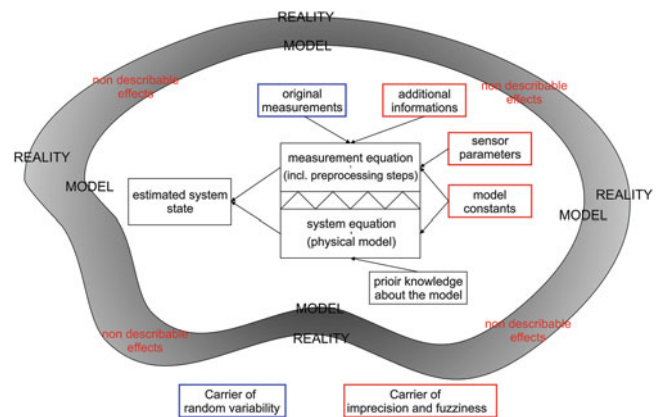 REALITY
MODEL
non describable
effects
non describable
effects
original
measurements
additional
informations
REALITY
MODEL
measurement equation
(incl. preprocessing steps)
sensor
parameters
estimated system
state
model
constants
REALITY
MODEL
system equation
(physical model)
prioir knowledge
about the model
MODEL
REALITY
non describable
effects
non describable
effects
Carrier of
random variability
Carrier of
imprecision and fuzziness